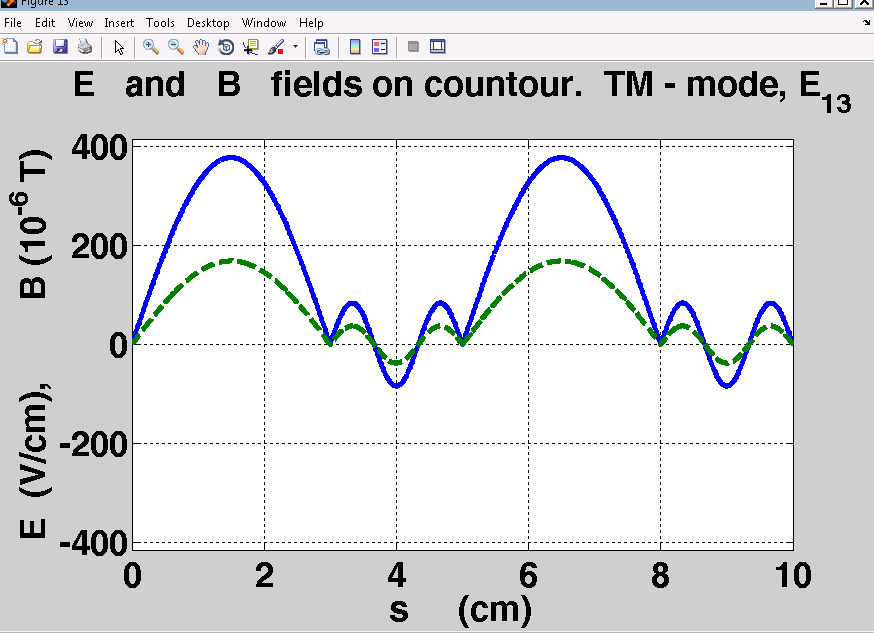 Figure 13
File Edit View Insert Tools Desktop Window Help
E and B fields on countour. TM - mode, E13
E (V/cm), B (10-6 T)
400
200
0
-200
-400
0 2 4 6 8 10
s (cm)